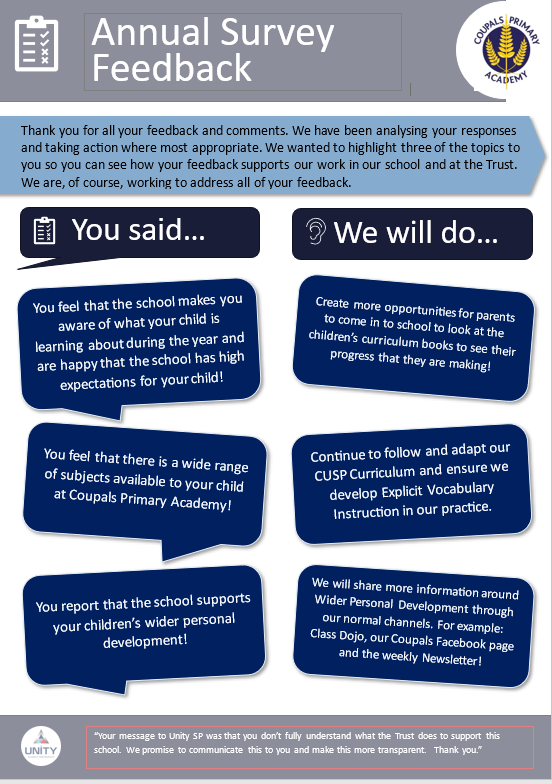 Annual Survey
Feedback
COUPALS PRIMARY
ACADEMY
Thank you for all your feedback and comments. We have been analysing your responses
and taking action where most appropriate. We wanted to highlight three of the topics to
you so you can see how your feedback supports our work in our school and at the Trust.
We are, of course, working to address all of your feedback.
You said...
We will do...
You feel that the school makes you
aware of what your child is
learning about during the year and
are happy that the school has high
expectations for your child!
Create more opportunities for parents
to come in to school to look at the
children's curriculum books to see their
progress that they are making!
You feel that there is a wide range
of subjects available to your child
at Coupals Primary Academy!
Continue to follow and adapt our
CUSP Curriculum and ensure we
develop Explicit Vocabulary
Instruction in our practice.
You report that the school supports
your children's wider personal
development!
We will share more information around
Wider Personal Development through
our normal channels. For example:
Class Dojo, our Coupals Facebook page
and the weekly Newsletter!
UNITY
"Your message to Unity SP was that you don't fully understand what the Trust does to support this
school. We promise to communicate this to you and make this more transparent. Thank you."